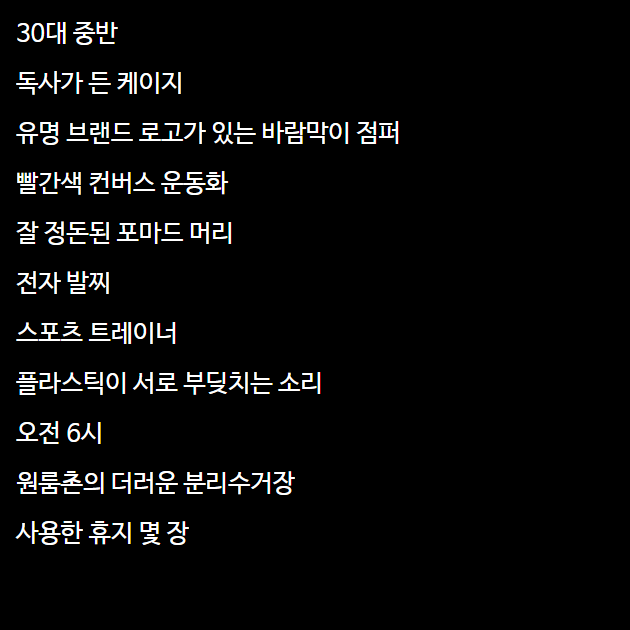 30대 중반
독사가 든 케이지
유명 브랜드 로고가 있는 바람막이 점퍼
빨간색 컨버스 운동화
잘 정돈된 포마드 머리
전자 발찌
스포츠 트레이너
플라스틱이 서로 부딪치는 소리
오전 6시
원룸촌의 더러운 분리수거장
사용한 휴지 몇 장